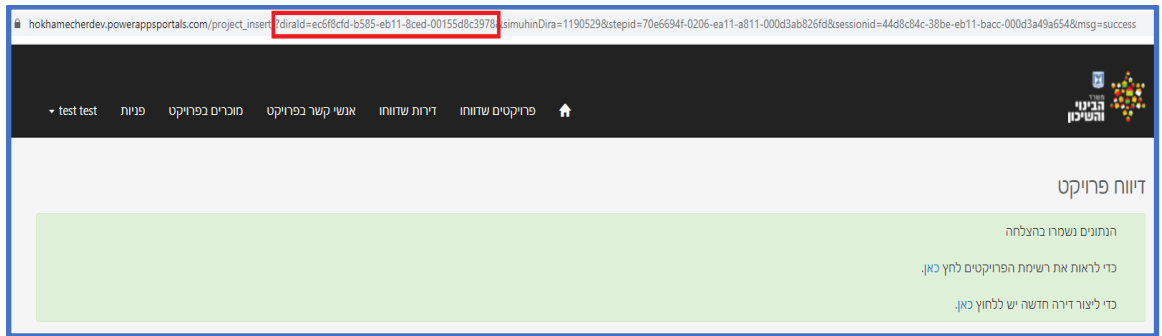 hokhamecherdev.powerappsportals.com/project_insert/?diraId=ec6f8cfd-b585-eb11-8ced-00155d8c3978&simuhinDira=1190529&stepid=70e6694f-0206-ea11-a811-000d3ab826fd&sessionid=44d8c84c-38be-eb11-bacc-000d3a49a654&msg=success
משרד
הבינוי
והשיכון
פרויקטים שדווחו דירות שדווחו אנשי קשר בפרויקט מוכרים בפרויקט פניות test test
דיווח פרויקט
הנתונים נשמרו בהצלחה
כדי לראות את רשימת הפרויקטים לחץ כאן.
כדי ליצור דירה חדשה יש ללחוץ כאן.